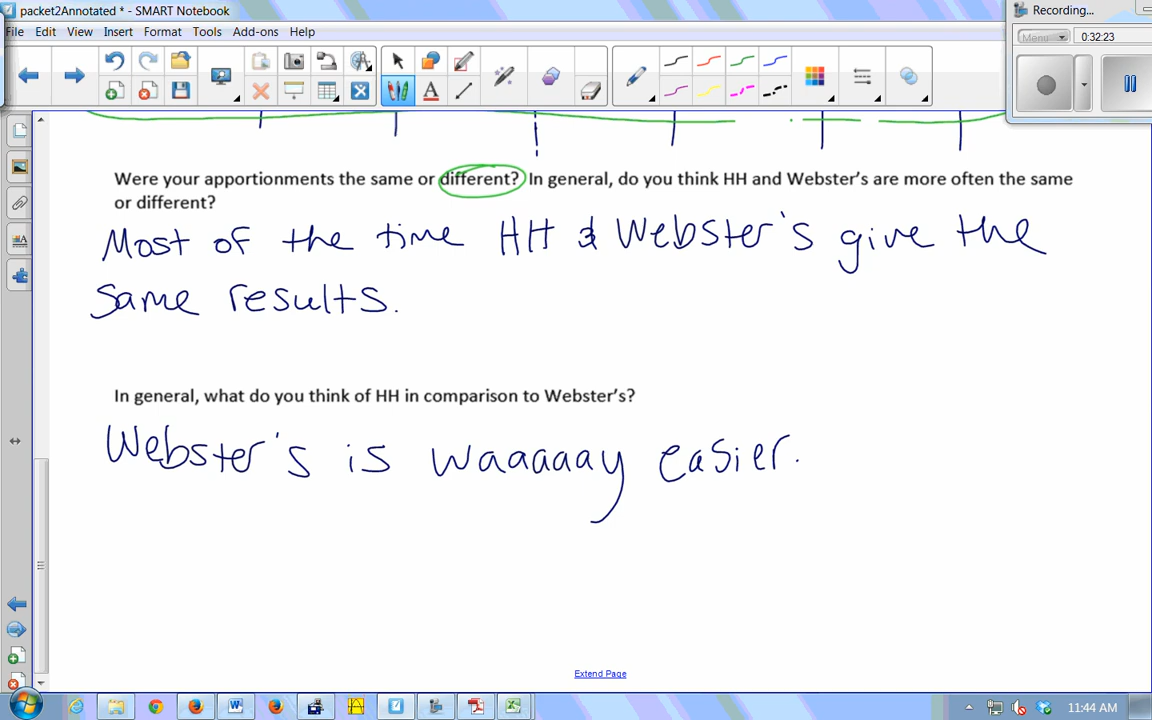 packet2Annotated * - SMART Notebook
File Edit View Insert Format Tools Add-ons Help
Recording...
Menu 0:32:23
Were your apportionments the same or different? In general, do you think HH and Webster's are more often the same
or different?
Most of the time HH & Webster's give the
same results.
In general, what do you think of HH in comparison to Webster's?
Webster's is waaaaay easier.
Extend Page
11:44 AM